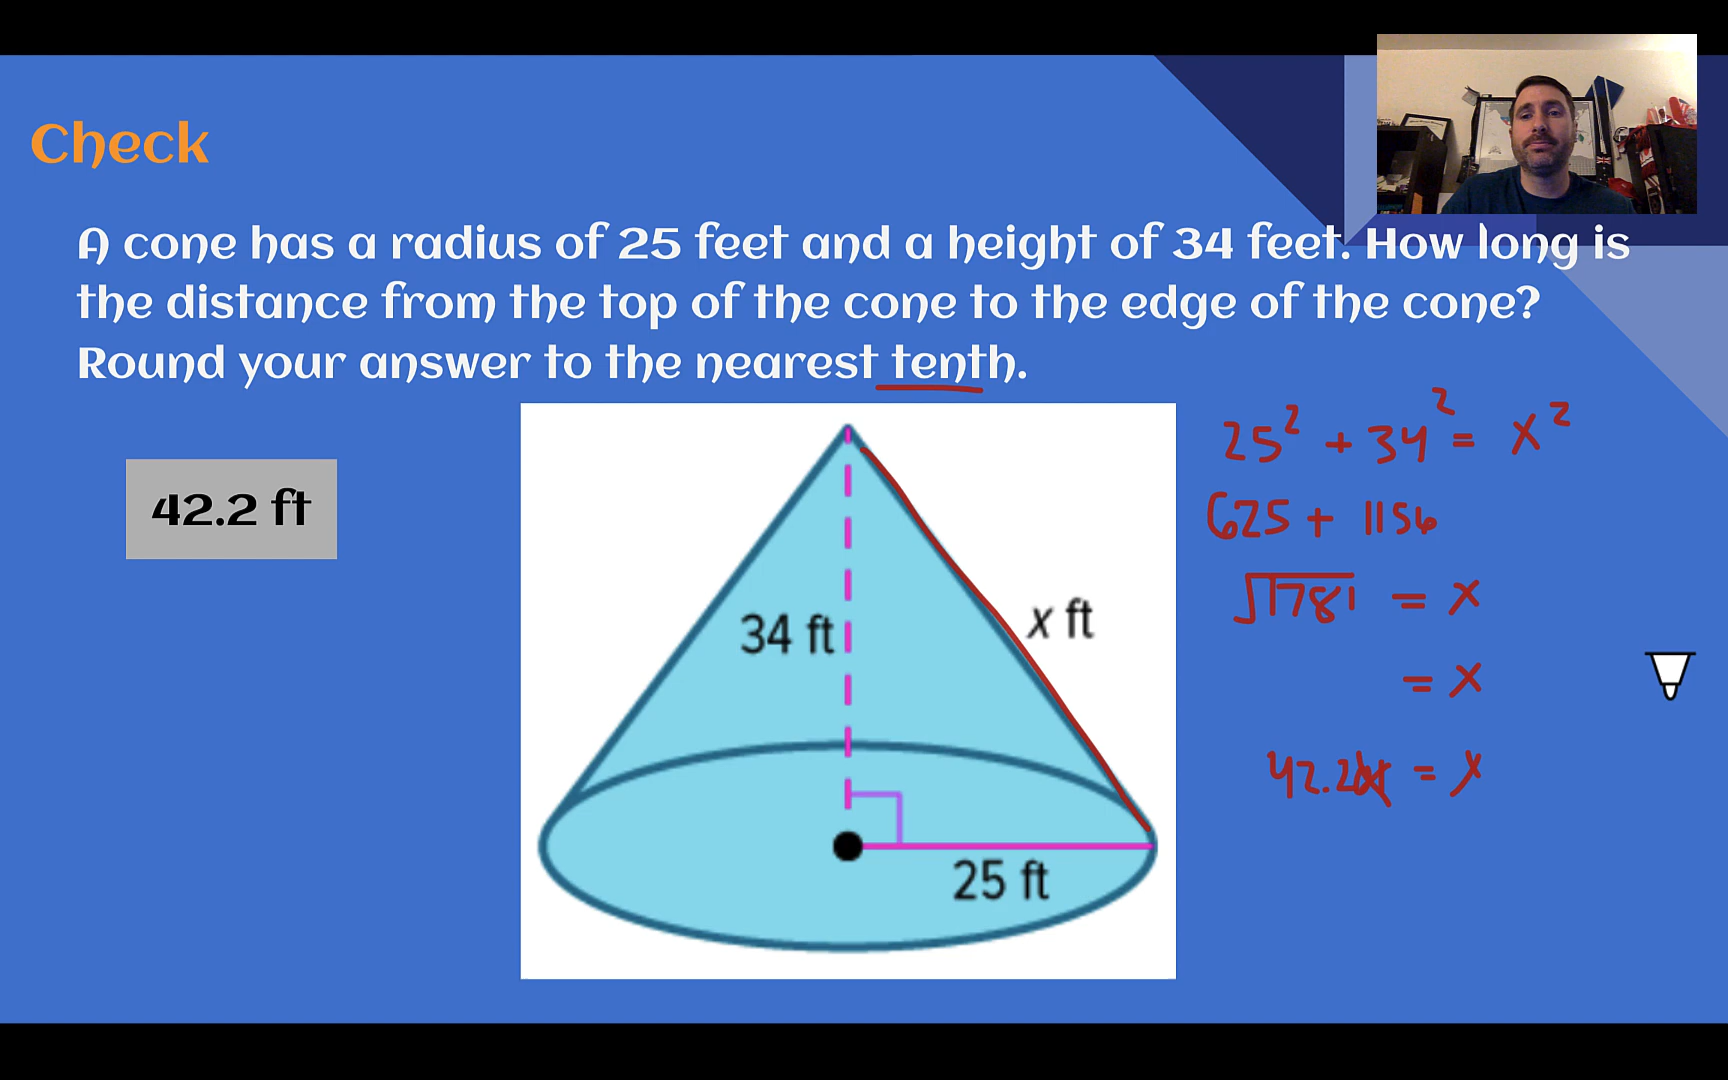 Check
A cone has a radius of 25 feet and a height of 34 feet. How long is
the distance from the top of the cone to the edge of the cone?
Round your answer to the nearest tenth.
42.2 ft
34 ft
x ft
25 ft
25² + 34² = x²
625 + 1156
√1781 = x
= x
42.2 = x